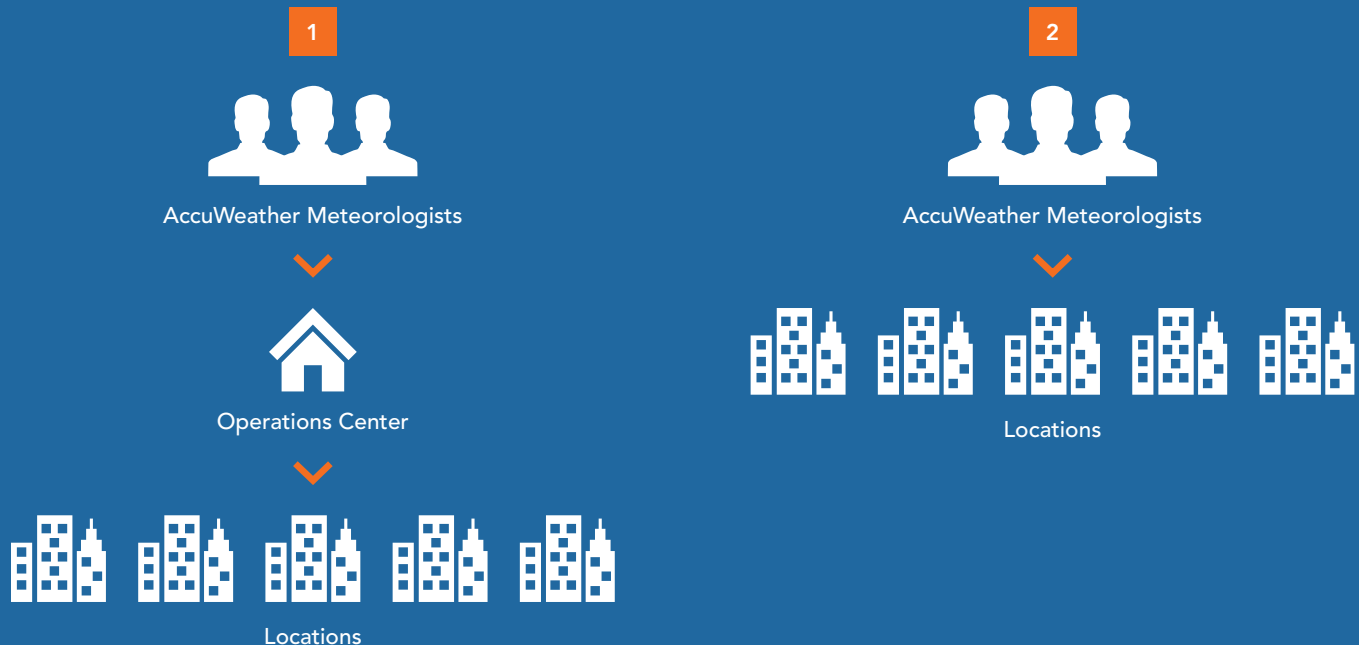 1
AccuWeather Meteorologists
Operations Center
Locations
2
AccuWeather Meteorologists
Locations